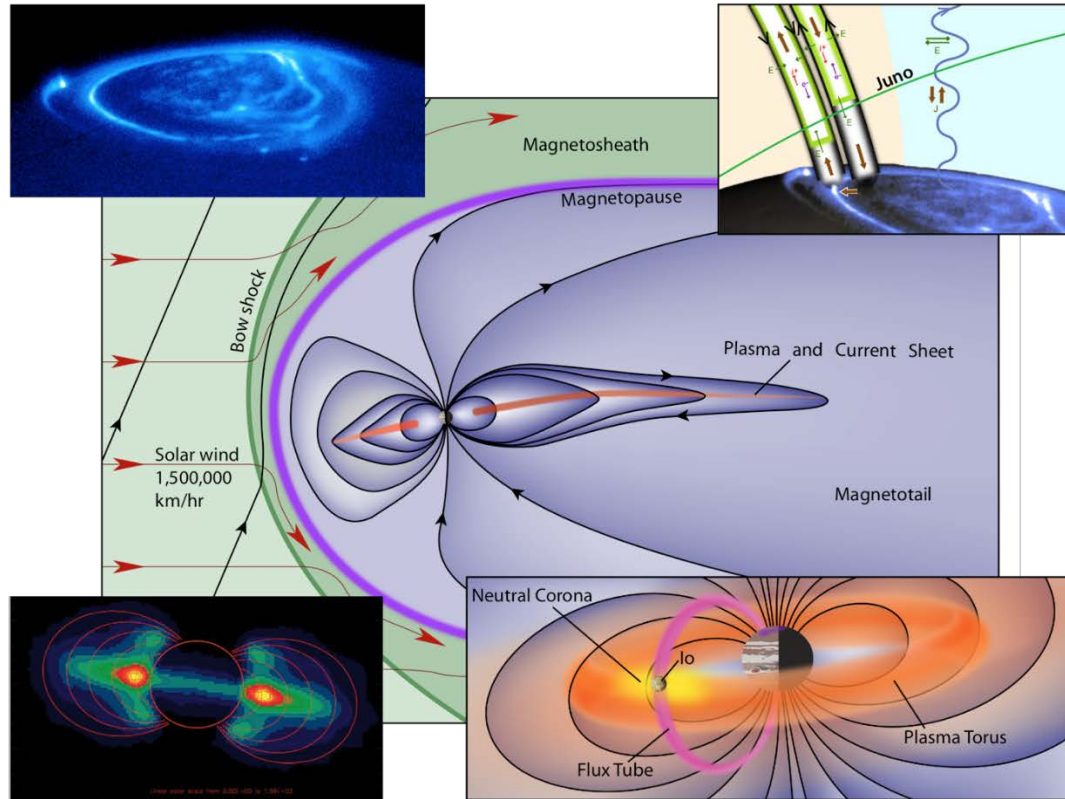 Juno
E
E
E
E
E
J
Magnetosheath
Magnetopause
Bow shock
Plasma and Current Sheet
Solar wind
1,500,000
km/hr
Magnetotail
Neutral Corona
Io
Flux Tube
Plasma Torus